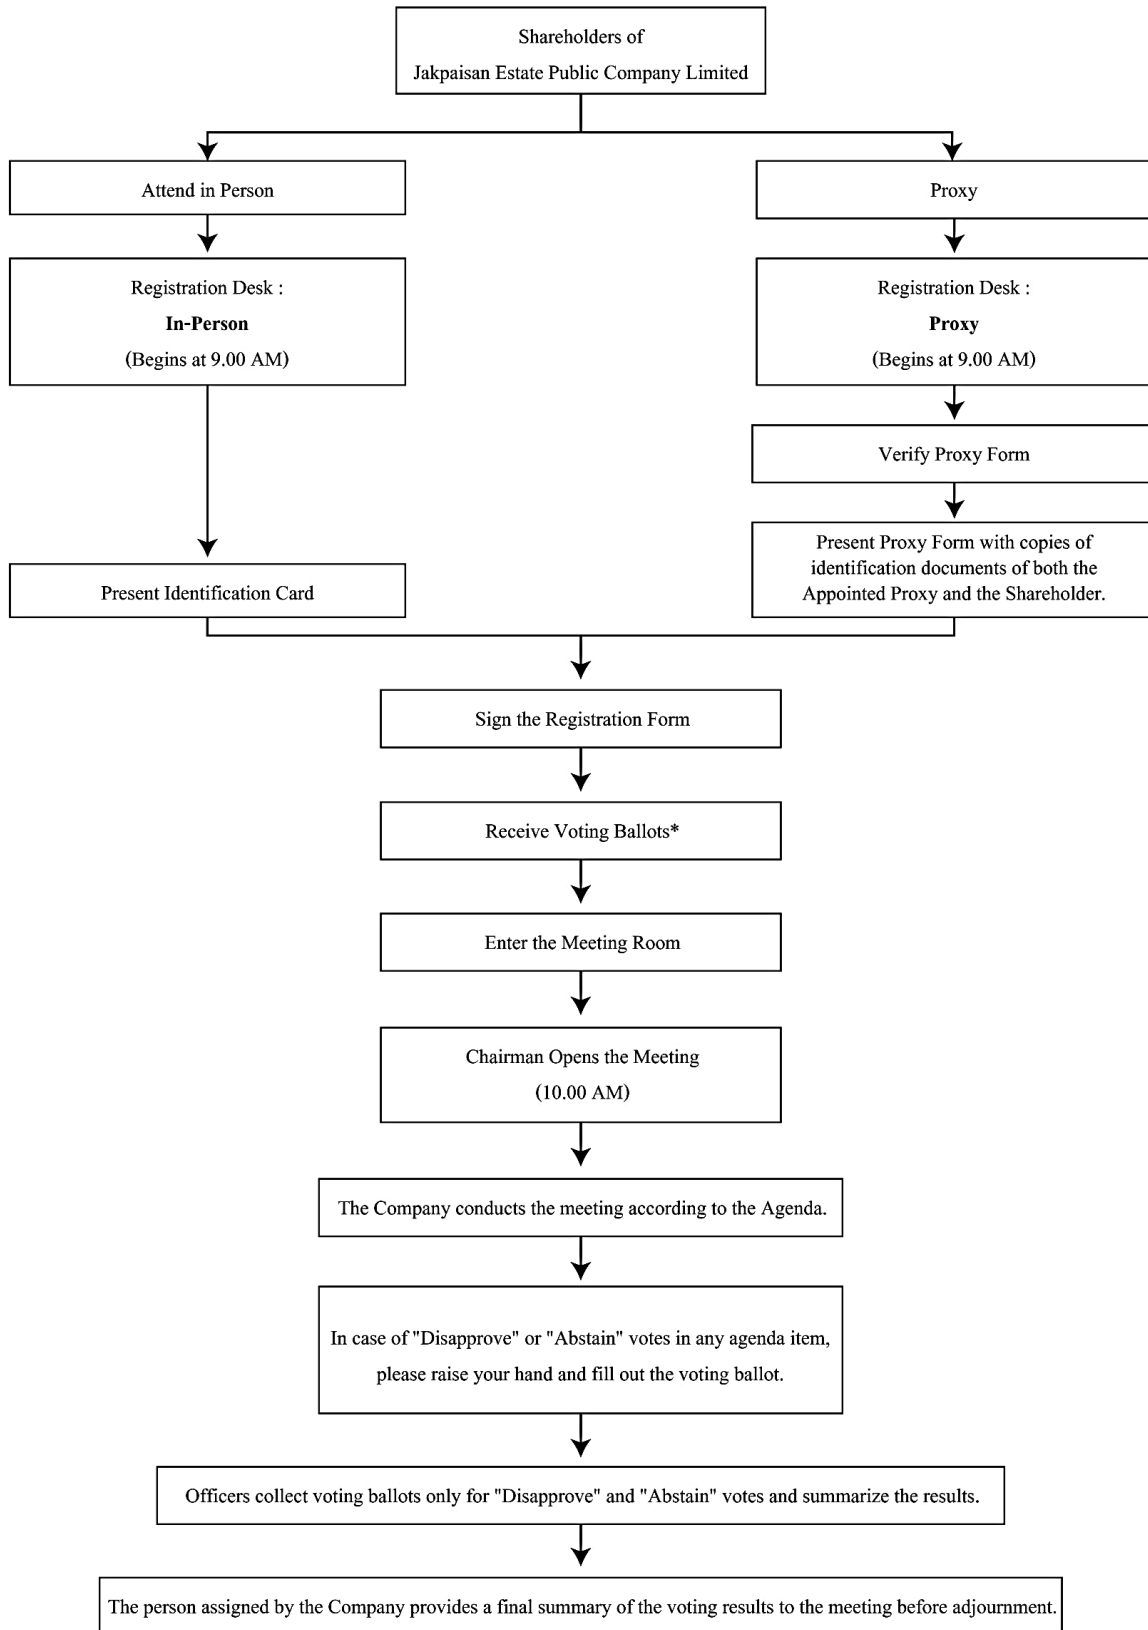 Shareholders of
Jakpaisan Estate Public Company Limited
Attend in Person
Proxy
Registration Desk :
In-Person
(Begins at 9.00 AM)
Registration Desk :
Proxy
(Begins at 9.00 AM)
Verify Proxy Form
Present Identification Card
Present Proxy Form with copies of
identification documents of both the
Appointed Proxy and the Shareholder.
Sign the Registration Form
Receive Voting Ballots*
Enter the Meeting Room
Chairman Opens the Meeting
(10.00 AM)
The Company conducts the meeting according to the Agenda.
In case of "Disapprove" or "Abstain" votes in any agenda item,
please raise your hand and fill out the voting ballot.
Officers collect voting ballots only for "Disapprove" and "Abstain" votes and summarize the results.
The person assigned by the Company provides a final summary of the voting results to the meeting before adjournment.